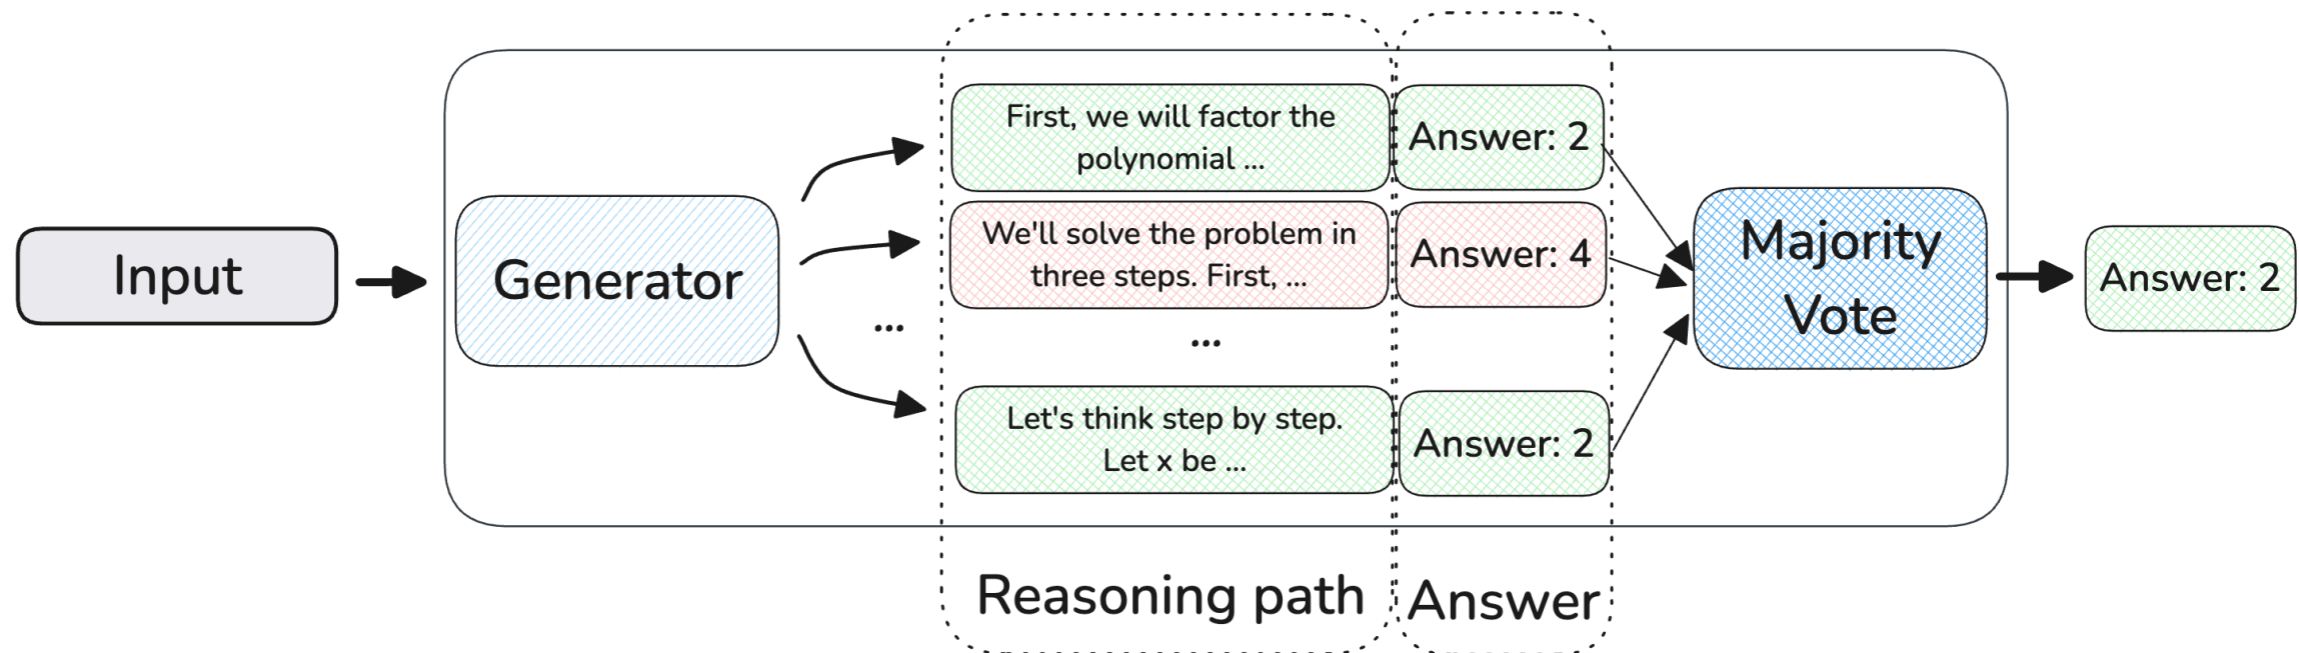 Input
Generator
...
First, we will factor the
polynomial ...
Answer: 2
We'll solve the problem in
three steps. First, ...
Answer: 4
...
Let's think step by step.
Let x be ...
Answer: 2
Majority
Vote
Answer: 2
Reasoning path
Answer